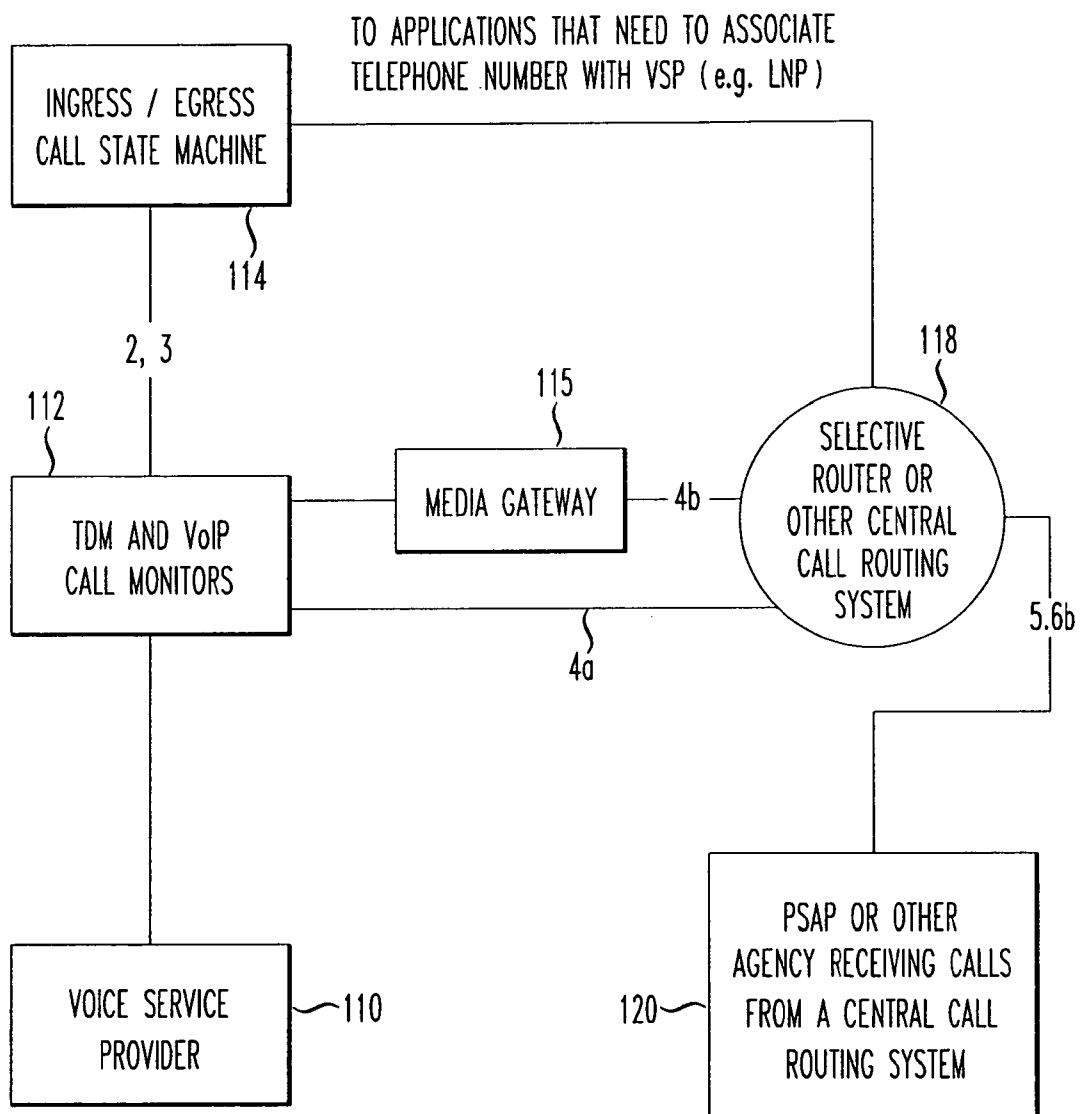 TO APPLICATIONS THAT NEED TO ASSOCIATE
TELEPHONE NUMBER WITH VSP (e.g. LNP)
INGRESS / EGRESS
CALL STATE MACHINE
114
2, 3
112
TDM AND VoIP
CALL MONITORS
115
MEDIA GATEWAY
4b
4a
118
SELECTIVE
ROUTER OR
OTHER CENTRAL
CALL ROUTING
SYSTEM
5.6b
VOICE SERVICE
PROVIDER
110
120
PSAP OR OTHER
AGENCY RECEIVING CALLS
FROM A CENTRAL CALL
ROUTING SYSTEM